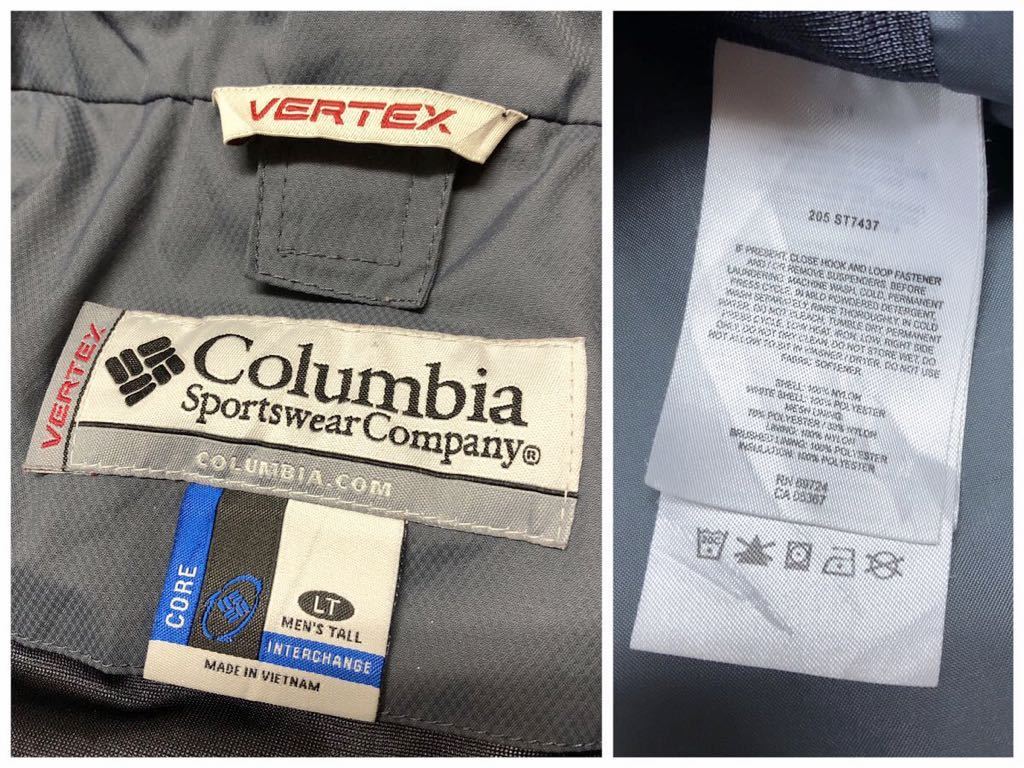 VERTEX
VERTEX
Columbia
Sportswear Company®
COLUMBIA.COM
CORE
LT
MEN'S TALL
INTERCHANGE
MADE IN VIETNAM
205 ST7437
IF PRESENT, CLOSE HOOK AND LOOP FASTENER
AND/OR REMOVE SUSPENDERS, BEFORE
LAUNDERING. MACHINE WASH, COLD, PERMANENT
PRESS CYCLE, IN MILD POWDERED DETERGENT,
WASH SEPARATELY. RINSE THOROUGHLY, IN COLD
WATER. DO NOT BLEACH. TUMBLE DRY, PERMANENT
PRESS CYCLE, LOW HEAT. IRON, LOW, RIGHT SIDE
ONLY. DO NOT DRY CLEAN. DO NOT STORE WET. DO
NOT ALLOW TO SIT IN WASHER / DRYER. DO NOT USE
FABRIC SOFTENER.
SHELL: 100% NYLON
VEE SHELL: 100% POLYESTER
MESH LINING:
70% POLYESTER / 30% NYLON
LINING: 100% NYLON
BRUSHED LINING: 100% POLYESTER
INSULATION: 100% POLYESTER
RN 69724
CA 05367